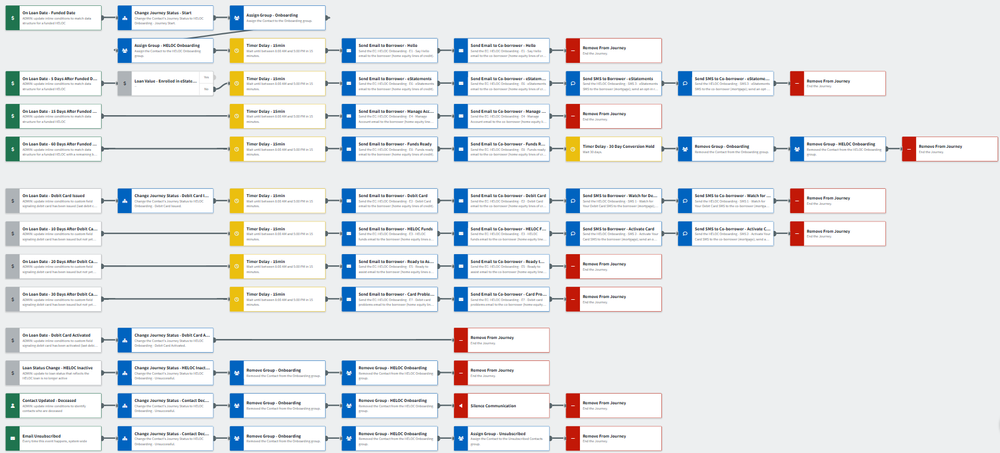 On Loan Date - Funded Date
ADMIN: update inline conditions to match data
structure for a funded HELOC
Change Journey Status - Start
Change the Contact's Journey Status to HELOC
Onboarding - Journey Start.
Assign Group - Onboarding
Assign the Contact to the Onboarding group.
Assign Group - HELOC Onboarding
Assign the Contact to the HELOC Onboarding
group.
Timer Delay - 15min
Wait until between 8:00 AM and 5:00 PM in 15
minutes.
Send Email to Borrower - Hello
Send the EC: HELOC Onboarding - E1 - Say Hello
email to the borrower (home equity lines of credit).
Send Email to Co-borrower - Hello
Send the EC: HELOC Onboarding - E1 - Say Hello
email to the co-borrower (home equity lines of cr...
Remove From Journey
End the Journey.
On Loan Date - 5 Days After Funded D...
ADMIN: update inline conditions to match data
structure for a funded HELOC
Loan Value - Enrolled in eState...
...
Yes
No
Timer Delay - 15min
Wait until between 8:00 AM and 5:00 PM in 15
minutes.
Send Email to Borrower - eStatements
Send the EC: HELOC Onboarding - E6 - eStatements
email to the borrower (home equity lines of credit).
Send Email to Co-borrower - eStatem...
Send the EC: HELOC Onboarding - E6 - eStatements
email to the co-borrower (home equity lines of cr...
Send SMS to Borrower - eStatements
Send the HELOC Onboarding - SMS 3 - eStatements
SMS to the borrower (mortgage); send an opt-in r...
Send SMS to Co-borrower - eStateme...
Send the HELOC Onboarding - SMS 3 - eStatements
SMS to the co-borrower (mortgage); send an opt-...
Remove From Journey
End the Journey.
On Loan Date - 15 Days After Funded ...
ADMIN: update inline conditions to match data
structure for a funded HELOC
Timer Delay - 15min
Wait until between 8:00 AM and 5:00 PM in 15
minutes.
Send Email to Borrower - Manage Acc...
Send the EC: HELOC Onboarding - E4 - Manage
Account email to the borrower (home equity line...
Send Email to Co-borrower - Manage ...
Send the EC: HELOC Onboarding - E4 - Manage
Account email to the co-borrower (home equity li...
Remove From Journey
End the Journey.
On Loan Date - 60 Days After Funded ...
ADMIN: update inline conditions to match data
structure for a funded HELOC with a remaining b...
Timer Delay - 15min
Wait until between 8:00 AM and 5:00 PM in 15
minutes.
Send Email to Borrower - Funds Ready
Send the EC: HELOC Onboarding - E8 - Funds ready
email to the borrower (home equity lines of credit).
Send Email to Co-borrower - Funds R...
Send the EC: HELOC Onboarding - E8 - Funds ready
email to the co-borrower (home equity lines of cr...
Timer Delay - 30 Day Conversion Hold
Wait 30 days.
Remove Group - Onboarding
Removed the Contact from the Onboarding group.
Remove Group - HELOC Onboarding
Removed the Contact from the HELOC Onboarding
group.
Remove From Journey
End the Journey.
On Loan Date - Debit Card Issued
ADMIN: update inline conditions to custom field
signaling debit card has been issued (last debit c...
Change Journey Status - Debit Card I...
Change the Contact's Journey Status to HELOC
Onboarding - Debit Card Issued.
Timer Delay - 15min
Wait until between 8:00 AM and 5:00 PM in 15
minutes.
Send Email to Borrower - Debit Card
Send the EC: HELOC Onboarding - E2 - Debit Card
email to the borrower (home equity lines of credit).
Send Email to Co-borrower - Debit Card
Send the EC: HELOC Onboarding - E2 - Debit Card
email to the co-borrower (home equity lines of cr...
Send SMS to Borrower - Watch for De...
Send the HELOC Onboarding - SMS 1 - Watch for
Your Debit Card SMS to the borrower (mortgage);...
Send SMS to Co-borrower - Watch for ...
Send the HELOC Onboarding - SMS 1 - Watch for
Your Debit Card SMS to the co-borrower (mortga...
Remove From Journey
End the Journey.
On Loan Date - 10 Days After Debit Ca...
ADMIN: update inline conditions to custom field
signaling debit card has been issued but not yet...
Timer Delay - 15min
Wait until between 8:00 AM and 5:00 PM in 15
minutes.
Send Email to Borrower - HELOC Funds
Send the EC: HELOC Onboarding - E3 - HELOC
funds email to the borrower (home equity lines o...
Send Email to Co-borrower - HELOC F...
Send the EC: HELOC Onboarding - E3 - HELOC
funds email to the co-borrower (home equity line...
Send SMS to Borrower - Activate Card
Send the HELOC Onboarding - SMS 2 - Activate Your
Card SMS to the borrower (mortgage); send an o...
Send SMS to Co-borrower - Activate C...
Send the HELOC Onboarding - SMS 2 - Activate Your
Card SMS to the co-borrower (mortgage); send a...
Remove From Journey
End the Journey.
On Loan Date - 20 Days After Debit Ca...
ADMIN: update inline conditions to custom field
signaling debit card has been issued but not yet...
Timer Delay - 15min
Wait until between 8:00 AM and 5:00 PM in 15
minutes.
Send Email to Borrower - Ready to As...
Send the EC: HELOC Onboarding - E5 - Ready to
assist email to the borrower (home equity lines o...
Send Email to Co-borrower - Ready t...
Send the EC: HELOC Onboarding - E5 - Ready to
assist email to the co-borrower (home equity line...
Remove From Journey
End the Journey.
On Loan Date - 30 Days After Debit Ca...
ADMIN: update inline conditions to custom field
signaling debit card has been issued but not yet...
Timer Delay - 15min
Wait until between 8:00 AM and 5:00 PM in 15
minutes.
Send Email to Borrower - Card Proble...
Send the EC: HELOC Onboarding - E7 - Debit card
problems email to the borrower (home equity lin...
Send Email to Co-borrower - Card Pro...
Send the EC: HELOC Onboarding - E7 - Debit card
problems email to the co-borrower (home equity...
Remove From Journey
End the Journey.
On Loan Date - Debit Card Activated
ADMIN: update inline conditions to custom field
signaling debit card has been activated (last debi...
Change Journey Status - Debit Card A...
Change the Contact's Journey Status to HELOC
Onboarding - Debit Card Activated.
Remove From Journey
End the Journey.
Loan Status Change - HELOC Inactive
ADMIN: update to loan status that reflects the
HELOC loan is no longer active
Change Journey Status - HELOC Inact...
Change the Contact's Journey Status to HELOC
Onboarding - Unsuccessful.
Remove Group - Onboarding
Removed the Contact from the Onboarding group.
Remove Group - HELOC Onboarding
Removed the Contact from the HELOC Onboarding
group.
Remove From Journey
End the Journey.
Contact Updated - Deceased
ADMIN: update inline conditions to identify
contacts who are deceased
Change Journey Status - Contact Dec...
Change the Contact's Journey Status to HELOC
Onboarding - Unsuccessful.
Remove Group - Onboarding
Removed the Contact from the Onboarding group.
Remove Group - HELOC Onboarding
Removed the Contact from the HELOC Onboarding
group.
Silence Communication
Remove From Journey
End the Journey.
Email Unsubscribed
Every time this event happens, system wide
Change Journey Status - Contact Dec...
Change the Contact's Journey Status to HELOC
Onboarding - Unsuccessful.
Remove Group - Onboarding
Removed the Contact from the Onboarding group.
Remove Group - HELOC Onboarding
Removed the Contact from the HELOC Onboarding
group.
Assign Group - Unsubscribed
Assign the Contact to the Unsubscribed Contacts
group.
Remove From Journey
End the Journey.